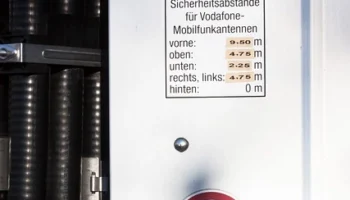 Sicherheitsabstände
für Vodafone-
Mobilfunkantennen
vorne: 9.50 m
oben: 4.75 m
unten: 2.25 m
rechts, links: 4.75 m
hinten: 0 m